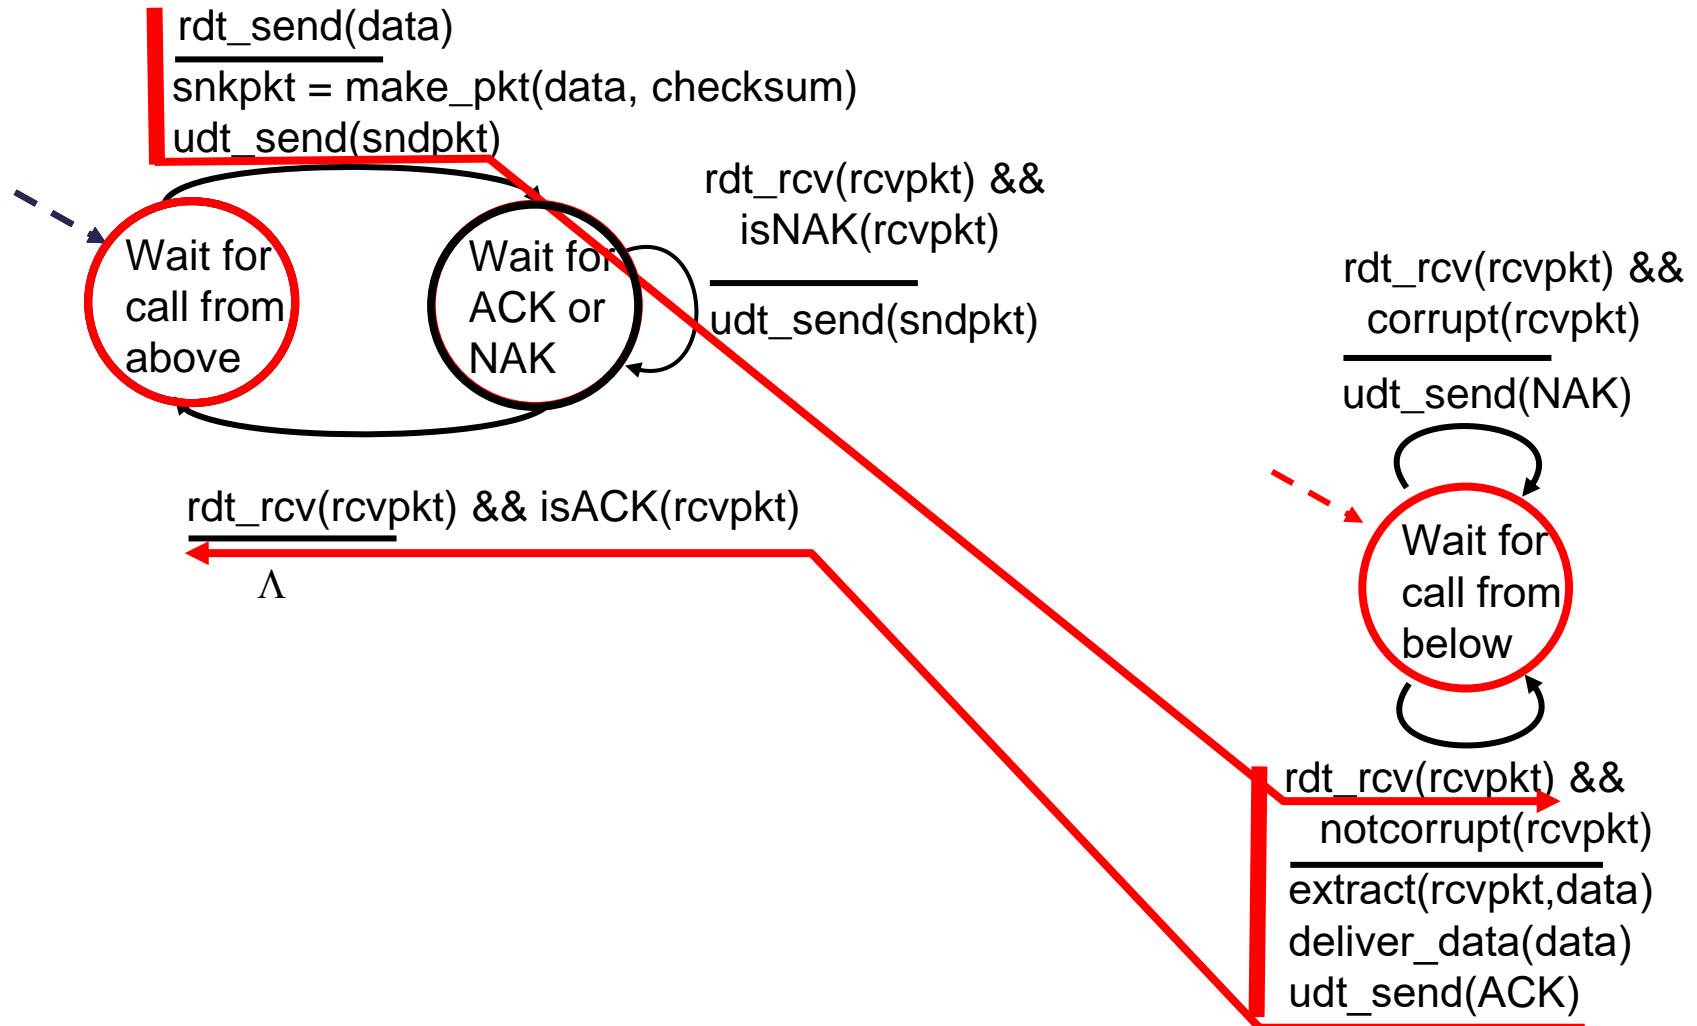 rdt_send(data)
snkpkt = make_pkt(data, checksum)
udt_send(sndpkt)
rdt_rcv(rcvpkt) &&
isNAK(rcvpkt)
udt_send(sndpkt)
Wait for
call from
above
Wait for
ACK or
NAK
rdt_rcv(rcvpkt) && isACK(rcvpkt)
Λ
rdt_rcv(rcvpkt) &&
corrupt(rcvpkt)
udt_send(NAK)
Wait for
call from
below
rdt_rcv(rcvpkt) &&
notcorrupt(rcvpkt)
extract(rcvpkt,data)
deliver_data(data)
udt_send(ACK)